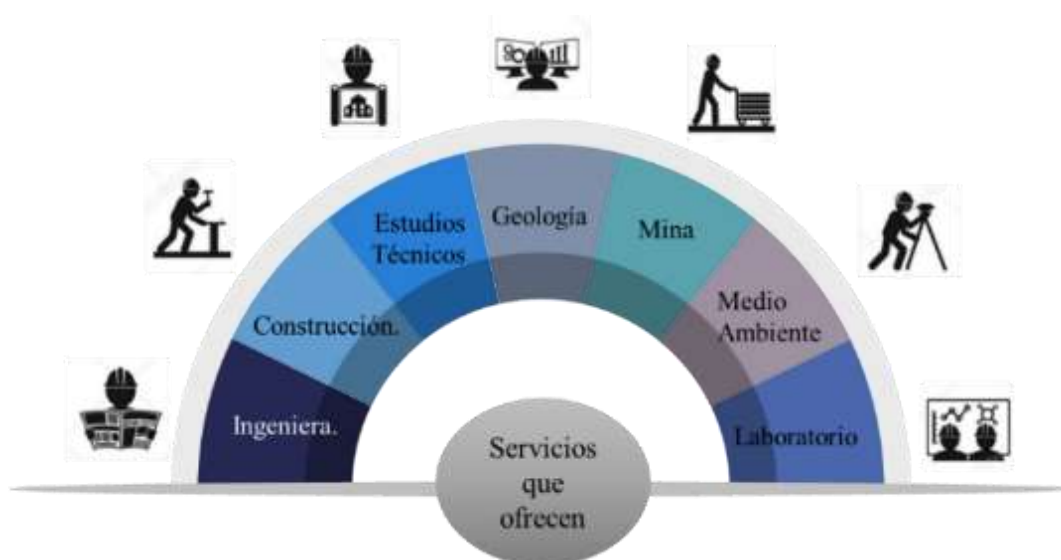 Ingeniera.
Construcción.
Estudios
Técnicos
Geología
Mina
Medio
Ambiente
Laboratorio
Servicios
que
ofrecen